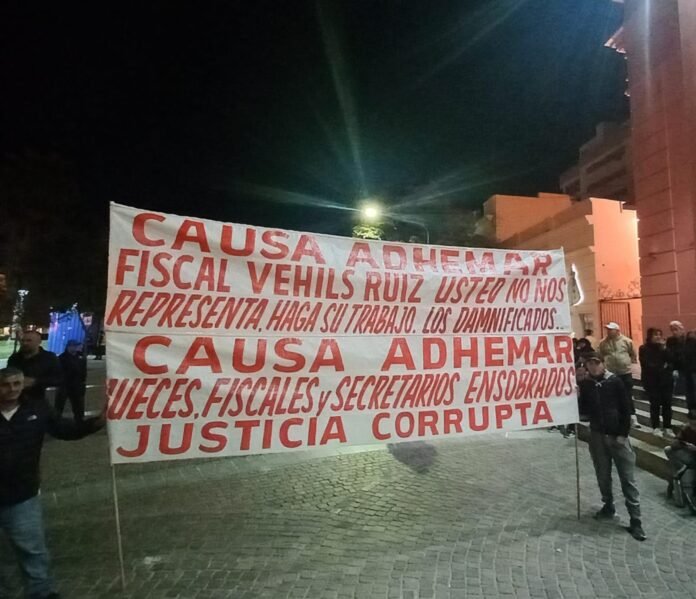 CAUSA ADHEMAR
FISCAL VEHILS RUIZ USTED NO NOS
REPRESENTA. HAGA SU TRABAJO. LOS DAMNIFICADOS..
CAUSA ADHEMAR
JUECES, FISCALES y SECRETARIOS ENSOBRADOS
JUSTICIA CORRUPTA